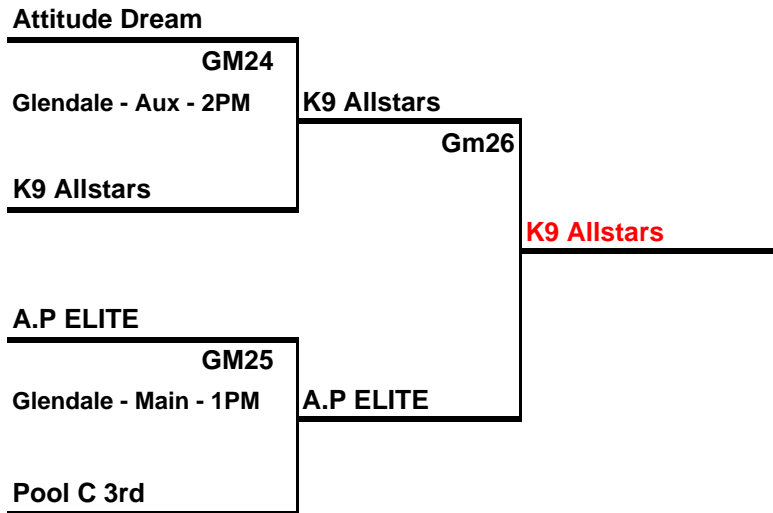 Attitude Dream
GM24
Glendale - Aux - 2PM
K9 Allstars
Gm26
K9 Allstars
K9 Allstars
A.P ELITE
GM25
Glendale - Main - 1PM
A.P ELITE
Pool C 3rd